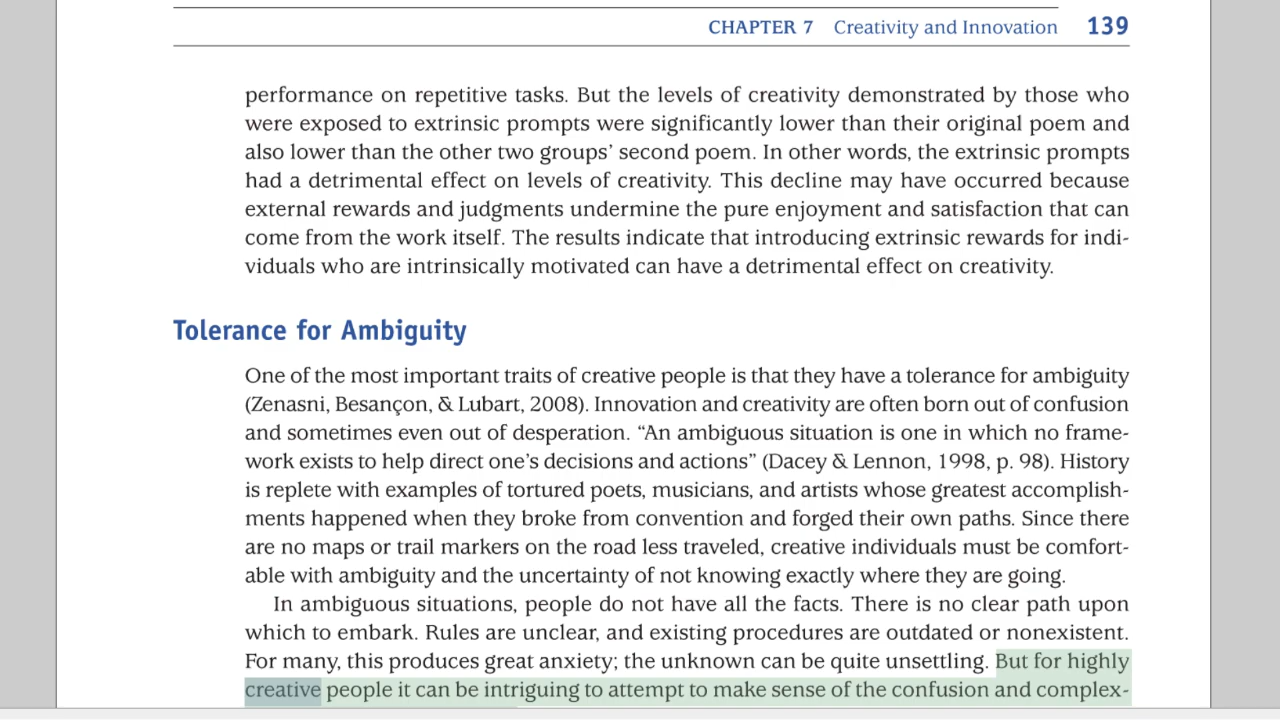 CHAPTER 7 Creativity and Innovation 139
performance on repetitive tasks. But the levels of creativity demonstrated by those who
were exposed to extrinsic prompts were significantly lower than their original poem and
also lower than the other two groups’ second poem. In other words, the extrinsic prompts
had a detrimental effect on levels of creativity. This decline may have occurred because
external rewards and judgments undermine the pure enjoyment and satisfaction that can
come from the work itself. The results indicate that introducing extrinsic rewards for indi-
viduals who are intrinsically motivated can have a detrimental effect on creativity.
Tolerance for Ambiguity
One of the most important traits of creative people is that they have a tolerance for ambiguity
(Zenasni, Besançon, & Lubart, 2008). Innovation and creativity are often born out of confusion
and sometimes even out of desperation. “An ambiguous situation is one in which no frame-
work exists to help direct one’s decisions and actions” (Dacey & Lennon, 1998, p. 98). History
is replete with examples of tortured poets, musicians, and artists whose greatest accomplish-
ments happened when they broke from convention and forged their own paths. Since there
are no maps or trail markers on the road less traveled, creative individuals must be comfort-
able with ambiguity and the uncertainty of not knowing exactly where they are going.
In ambiguous situations, people do not have all the facts. There is no clear path upon
which to embark. Rules are unclear, and existing procedures are outdated or nonexistent.
For many, this produces great anxiety; the unknown can be quite unsettling. But for highly
creative people it can be intriguing to attempt to make sense of the confusion and complex-